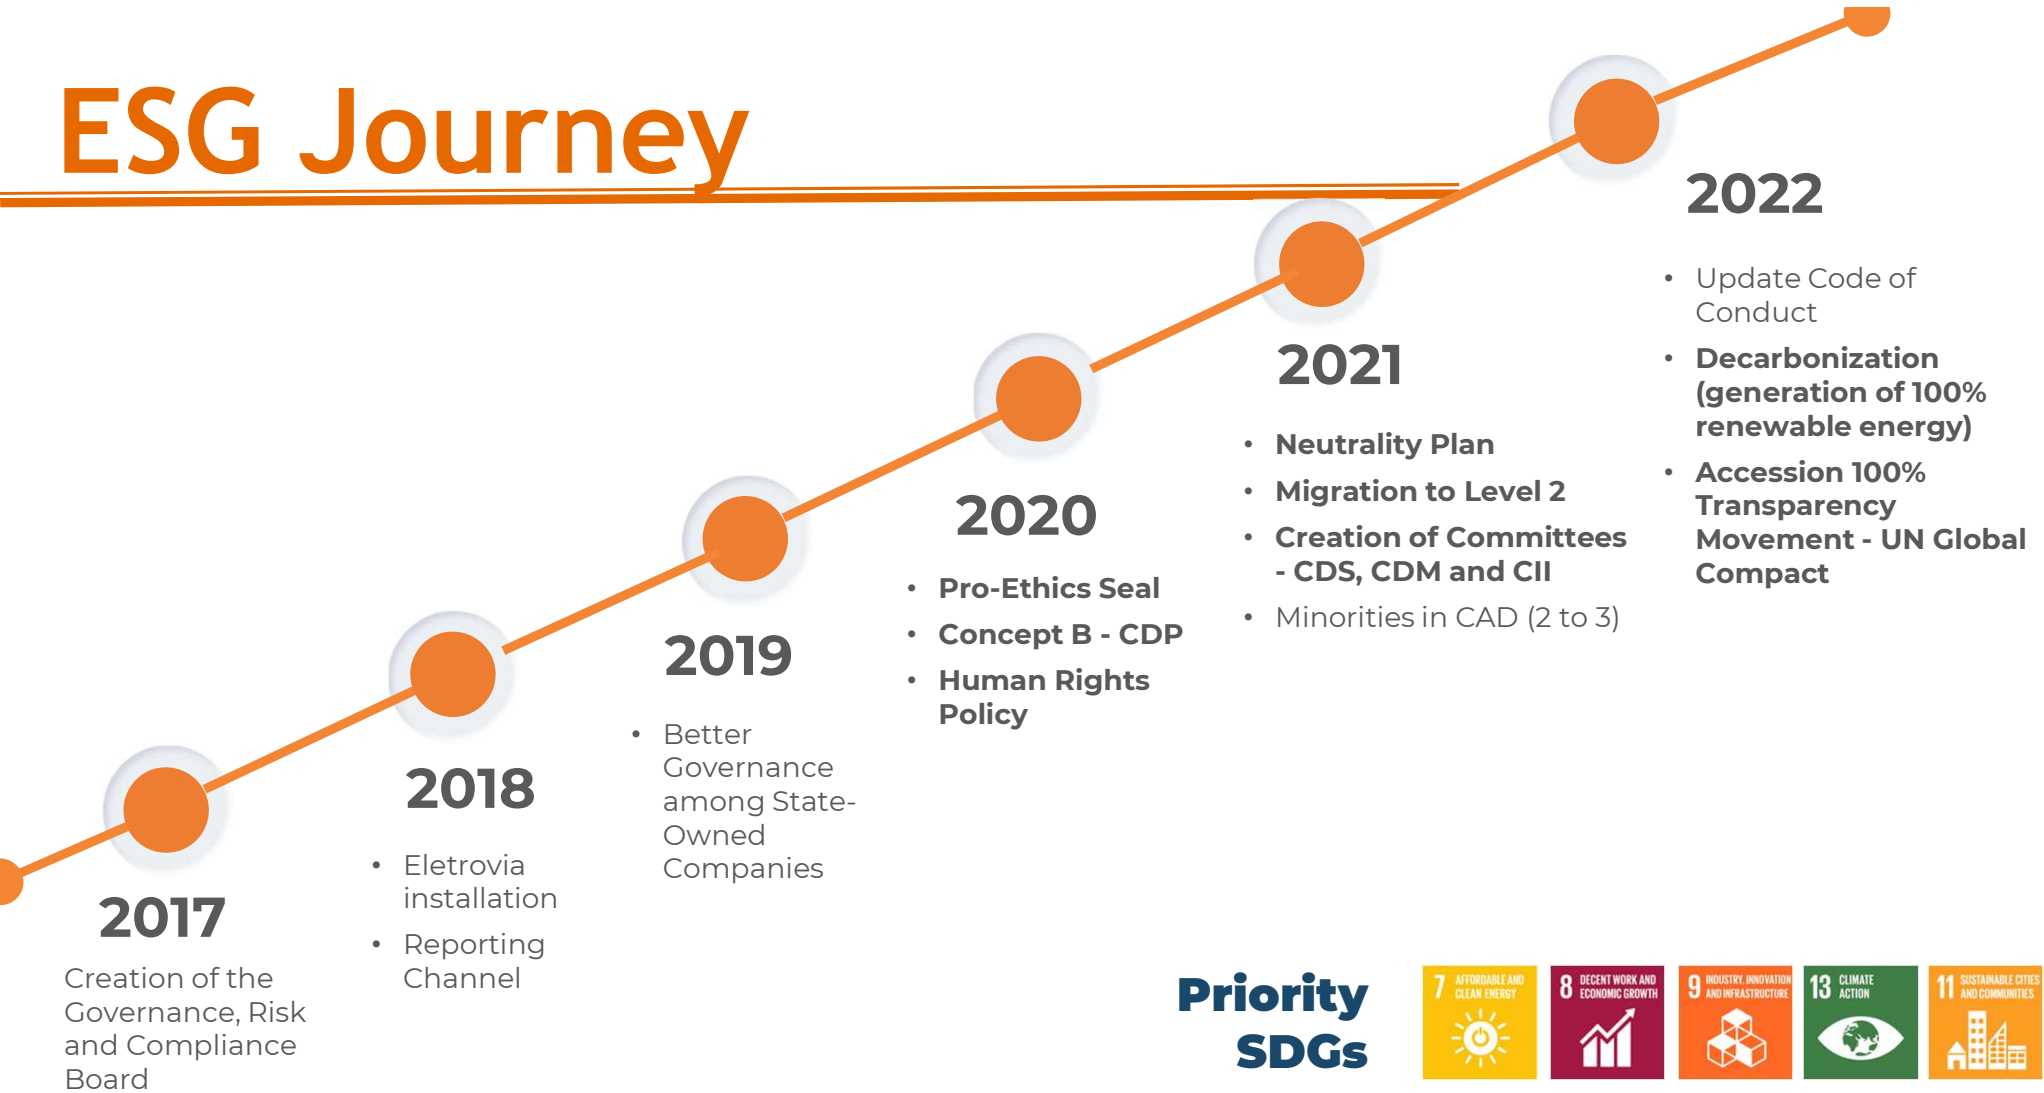 ESG Journey
2017
Creation of the
Governance, Risk
and Compliance
Board
2018
• Eletrovia
installation
• Reporting
Channel
2019
• Better
Governance
among State-
Owned
Companies
2020
• Pro-Ethics Seal
• Concept B - CDP
• Human Rights
Policy
2021
• Neutrality Plan
• Migration to Level 2
• Creation of Committees
- CDS, CDM and CII
• Minorities in CAD (2 to 3)
2022
• Update Code of
Conduct
• Decarbonization
(generation of 100%
renewable energy)
• Accession 100%
Transparency
Movement - UN Global
Compact
Priority
SDGs
7 AFFORDABLE AND
CLEAN ENERGY
8 DECENT WORK AND
ECONOMIC GROWTH
9 INDUSTRY, INNOVATION
AND INFRASTRUCTURE
13 CLIMATE
ACTION
11 SUSTAINABLE CITIES
AND COMMUNITIES